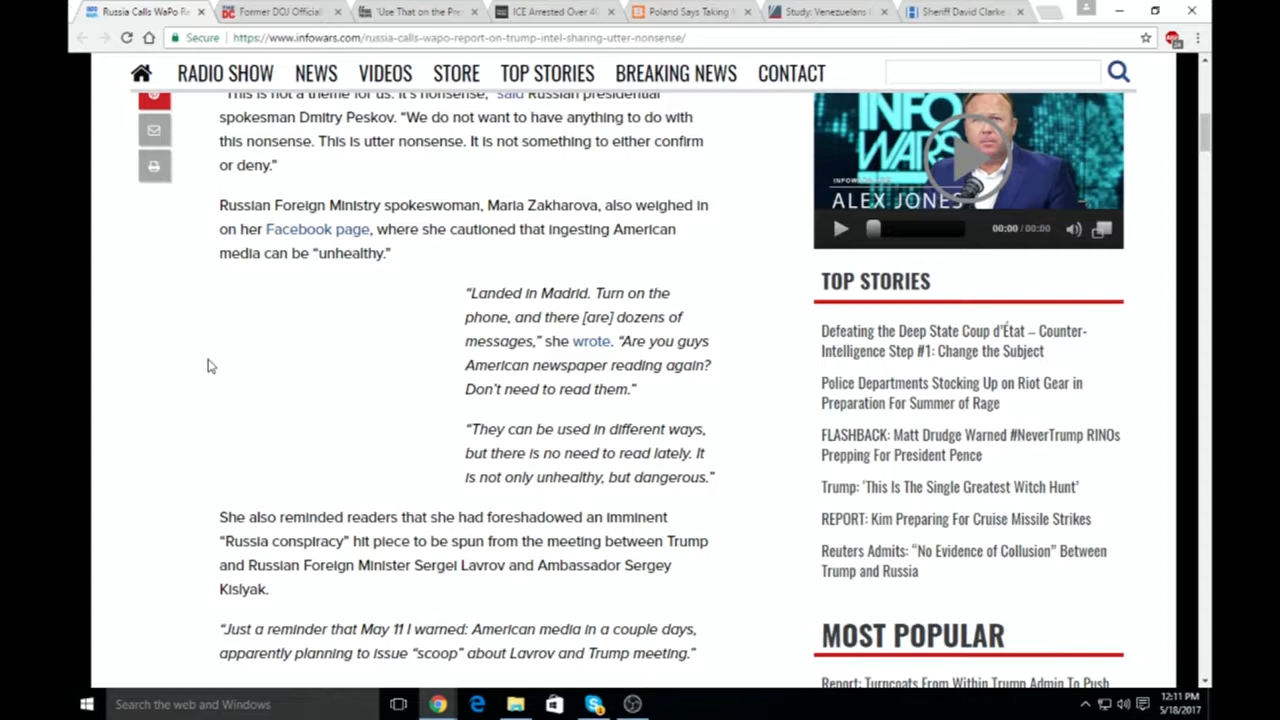 Russia Calls WaPo Re
Former DOJ Official
'Use That on the Pre
ICE Arrested Over 40
Poland Says Taking
Study: Venezuelans
Sheriff David Clarke
Secure
https://www.infowars.com/russia-calls-wapo-report-on-trump-intel-sharing-utter-nonsense/
RADIO SHOW NEWS VIDEOS STORE TOP STORIES BREAKING NEWS CONTACT
"This is not a theme for us. It's nonsense," said Russian presidential
spokesman Dmitry Peskov. “We do not want to have anything to do with
this nonsense. This is utter nonsense. It is not something to either confirm
or deny.”
Russian Foreign Ministry spokeswoman, Maria Zakharova, also weighed in
on her Facebook page, where she cautioned that ingesting American
media can be “unhealthy.”
“Landed in Madrid. Turn on the
phone, and there [are] dozens of
messages,” she wrote. “Are you guys
American newspaper reading again?
Don’t need to read them.”
“They can be used in different ways,
but there is no need to read lately. It
is not only unhealthy, but dangerous.”
She also reminded readers that she had foreshadowed an imminent
“Russia conspiracy” hit piece to be spun from the meeting between Trump
and Russian Foreign Minister Sergei Lavrov and Ambassador Sergey
Kislyak.
“Just a reminder that May 11 I warned: American media in a couple days,
apparently planning to issue “scoop” about Lavrov and Trump meeting.”
INFO
WARS
ALEX JONES
00:00 / 00:00
TOP STORIES
Defeating the Deep State Coup d’État – Counter-
Intelligence Step #1: Change the Subject
Police Departments Stocking Up on Riot Gear in
Preparation For Summer of Rage
FLASHBACK: Matt Drudge Warned #NeverTrump RINOs
Prepping For President Pence
Trump: ‘This Is The Single Greatest Witch Hunt’
REPORT: Kim Preparing For Cruise Missile Strikes
Reuters Admits: “No Evidence of Collusion” Between
Trump and Russia
MOST POPULAR
Report: Turncoats From Within Trump Admin To Push
Search the web and Windows
12:11 PM
5/18/2017